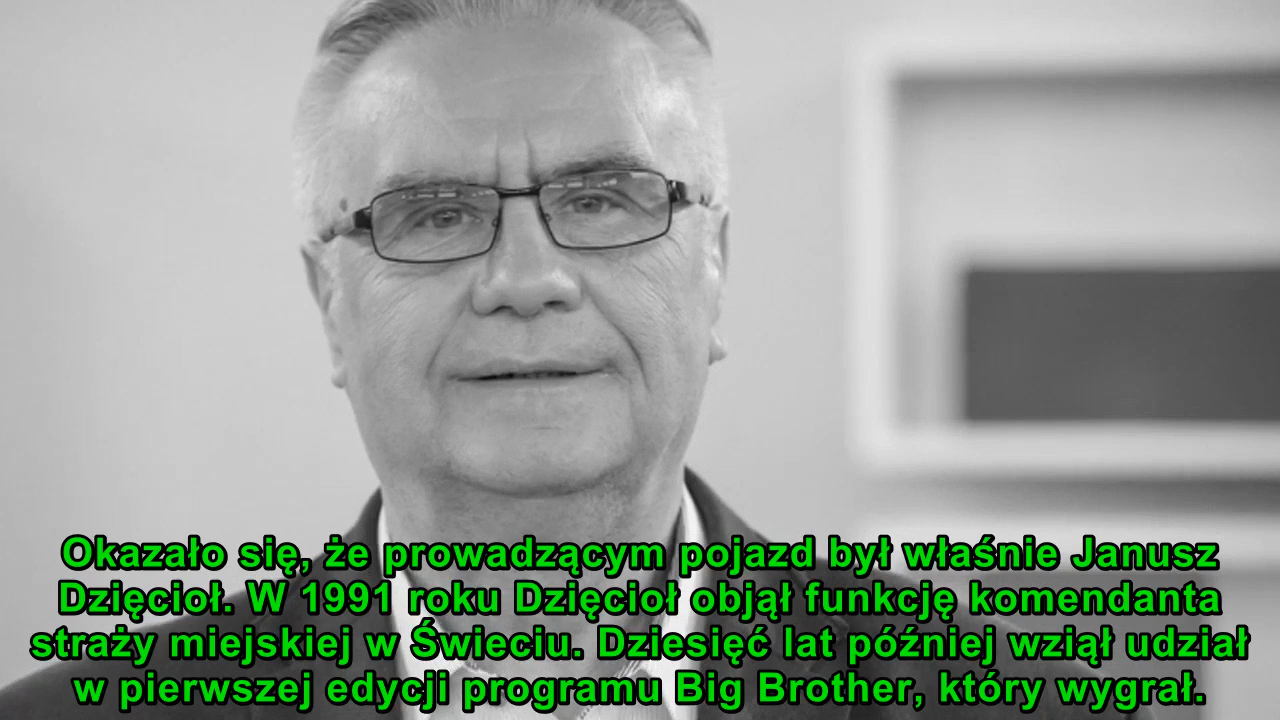 Okazało się, że prowadzącym pojazd był właśnie Janusz
Dzięcioł. W 1991 roku Dzięcioł objął funkcję komendanta
straży miejskiej w Świeciu. Dziesięć lat później wziął udział
w pierwszej edycji programu Big Brother, który wygrał.